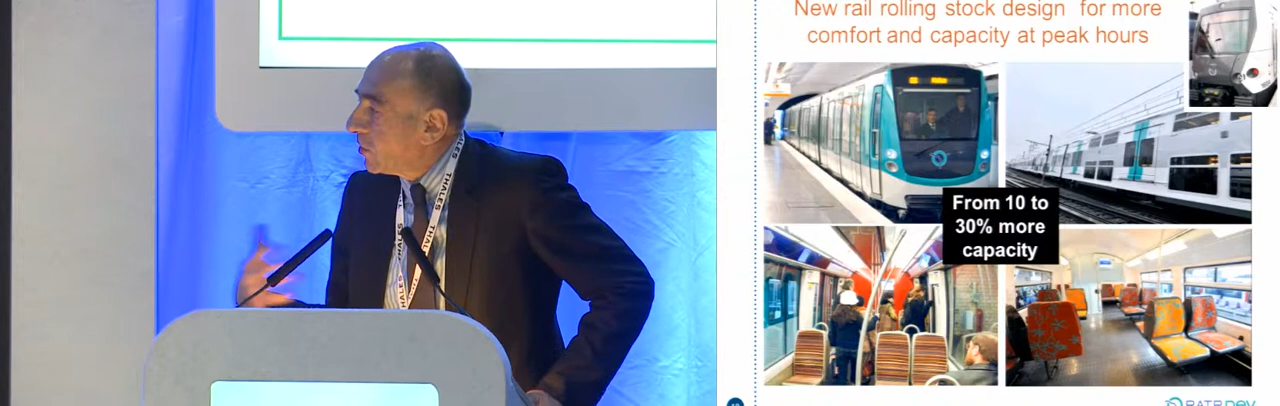 THALES
THALES
THALES
New rail rolling stock design for more
comfort and capacity at peak hours
From 10 to
30% more
capacity
RATP Dev